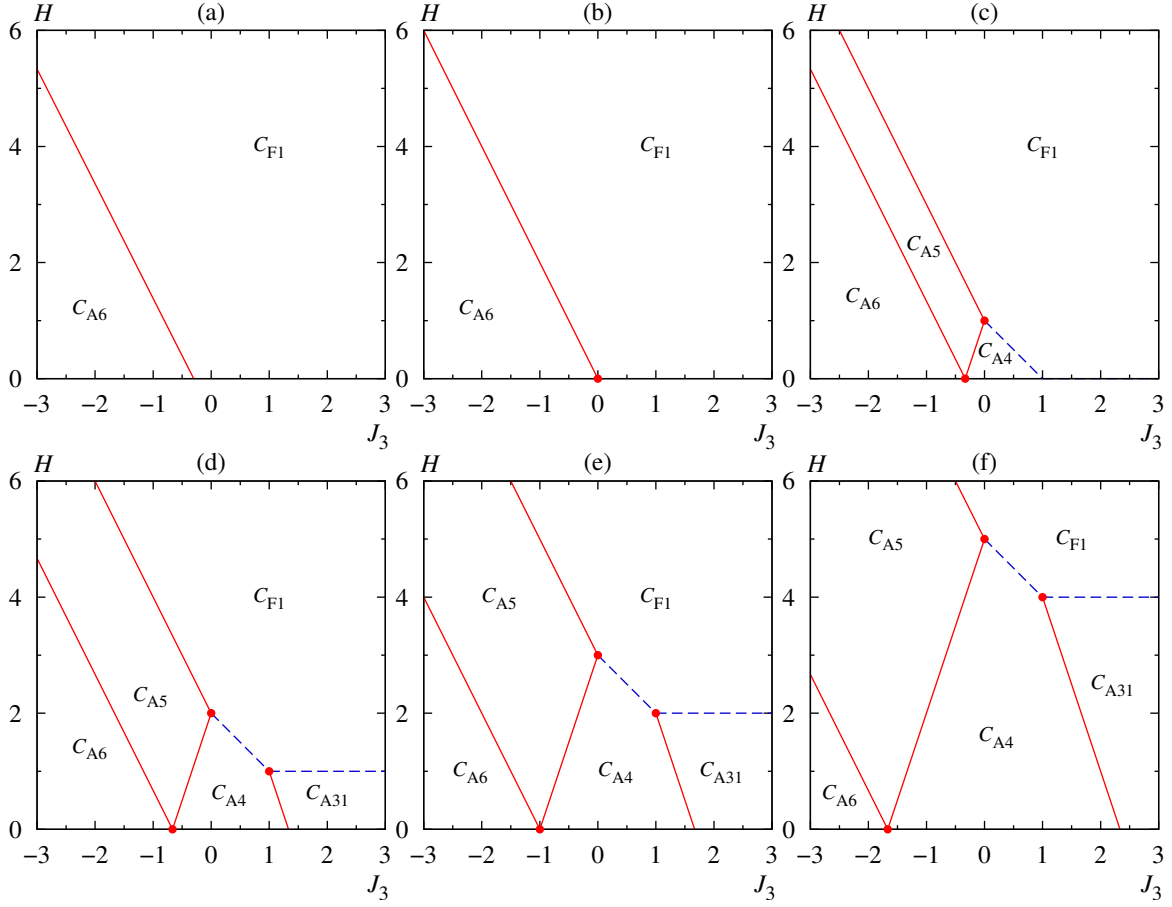 H (a) H (b) H (c)
6 6 6
C_F1 C_F1 C_F1
4 4 4
C_A5
2 2 2
C_A6 C_A6 C_A6
C_A4
0 0 0
−3 −2 −1 0 1 2 3 −3 −2 −1 0 1 2 3 −3 −2 −1 0 1 2 3
J_3 J_3 J_3
H (d) H (e) H (f)
6 6 6
C_A5 C_F1
4 C_F1 4 C_A5 C_F1 4
C_A5 C_A31
2 2 2
C_A6 C_A4
C_A6 C_A4 C_A31
C_A4 C_A31 C_A6
0 0 0
−3 −2 −1 0 1 2 3 −3 −2 −1 0 1 2 3 −3 −2 −1 0 1 2 3
J_3 J_3 J_3